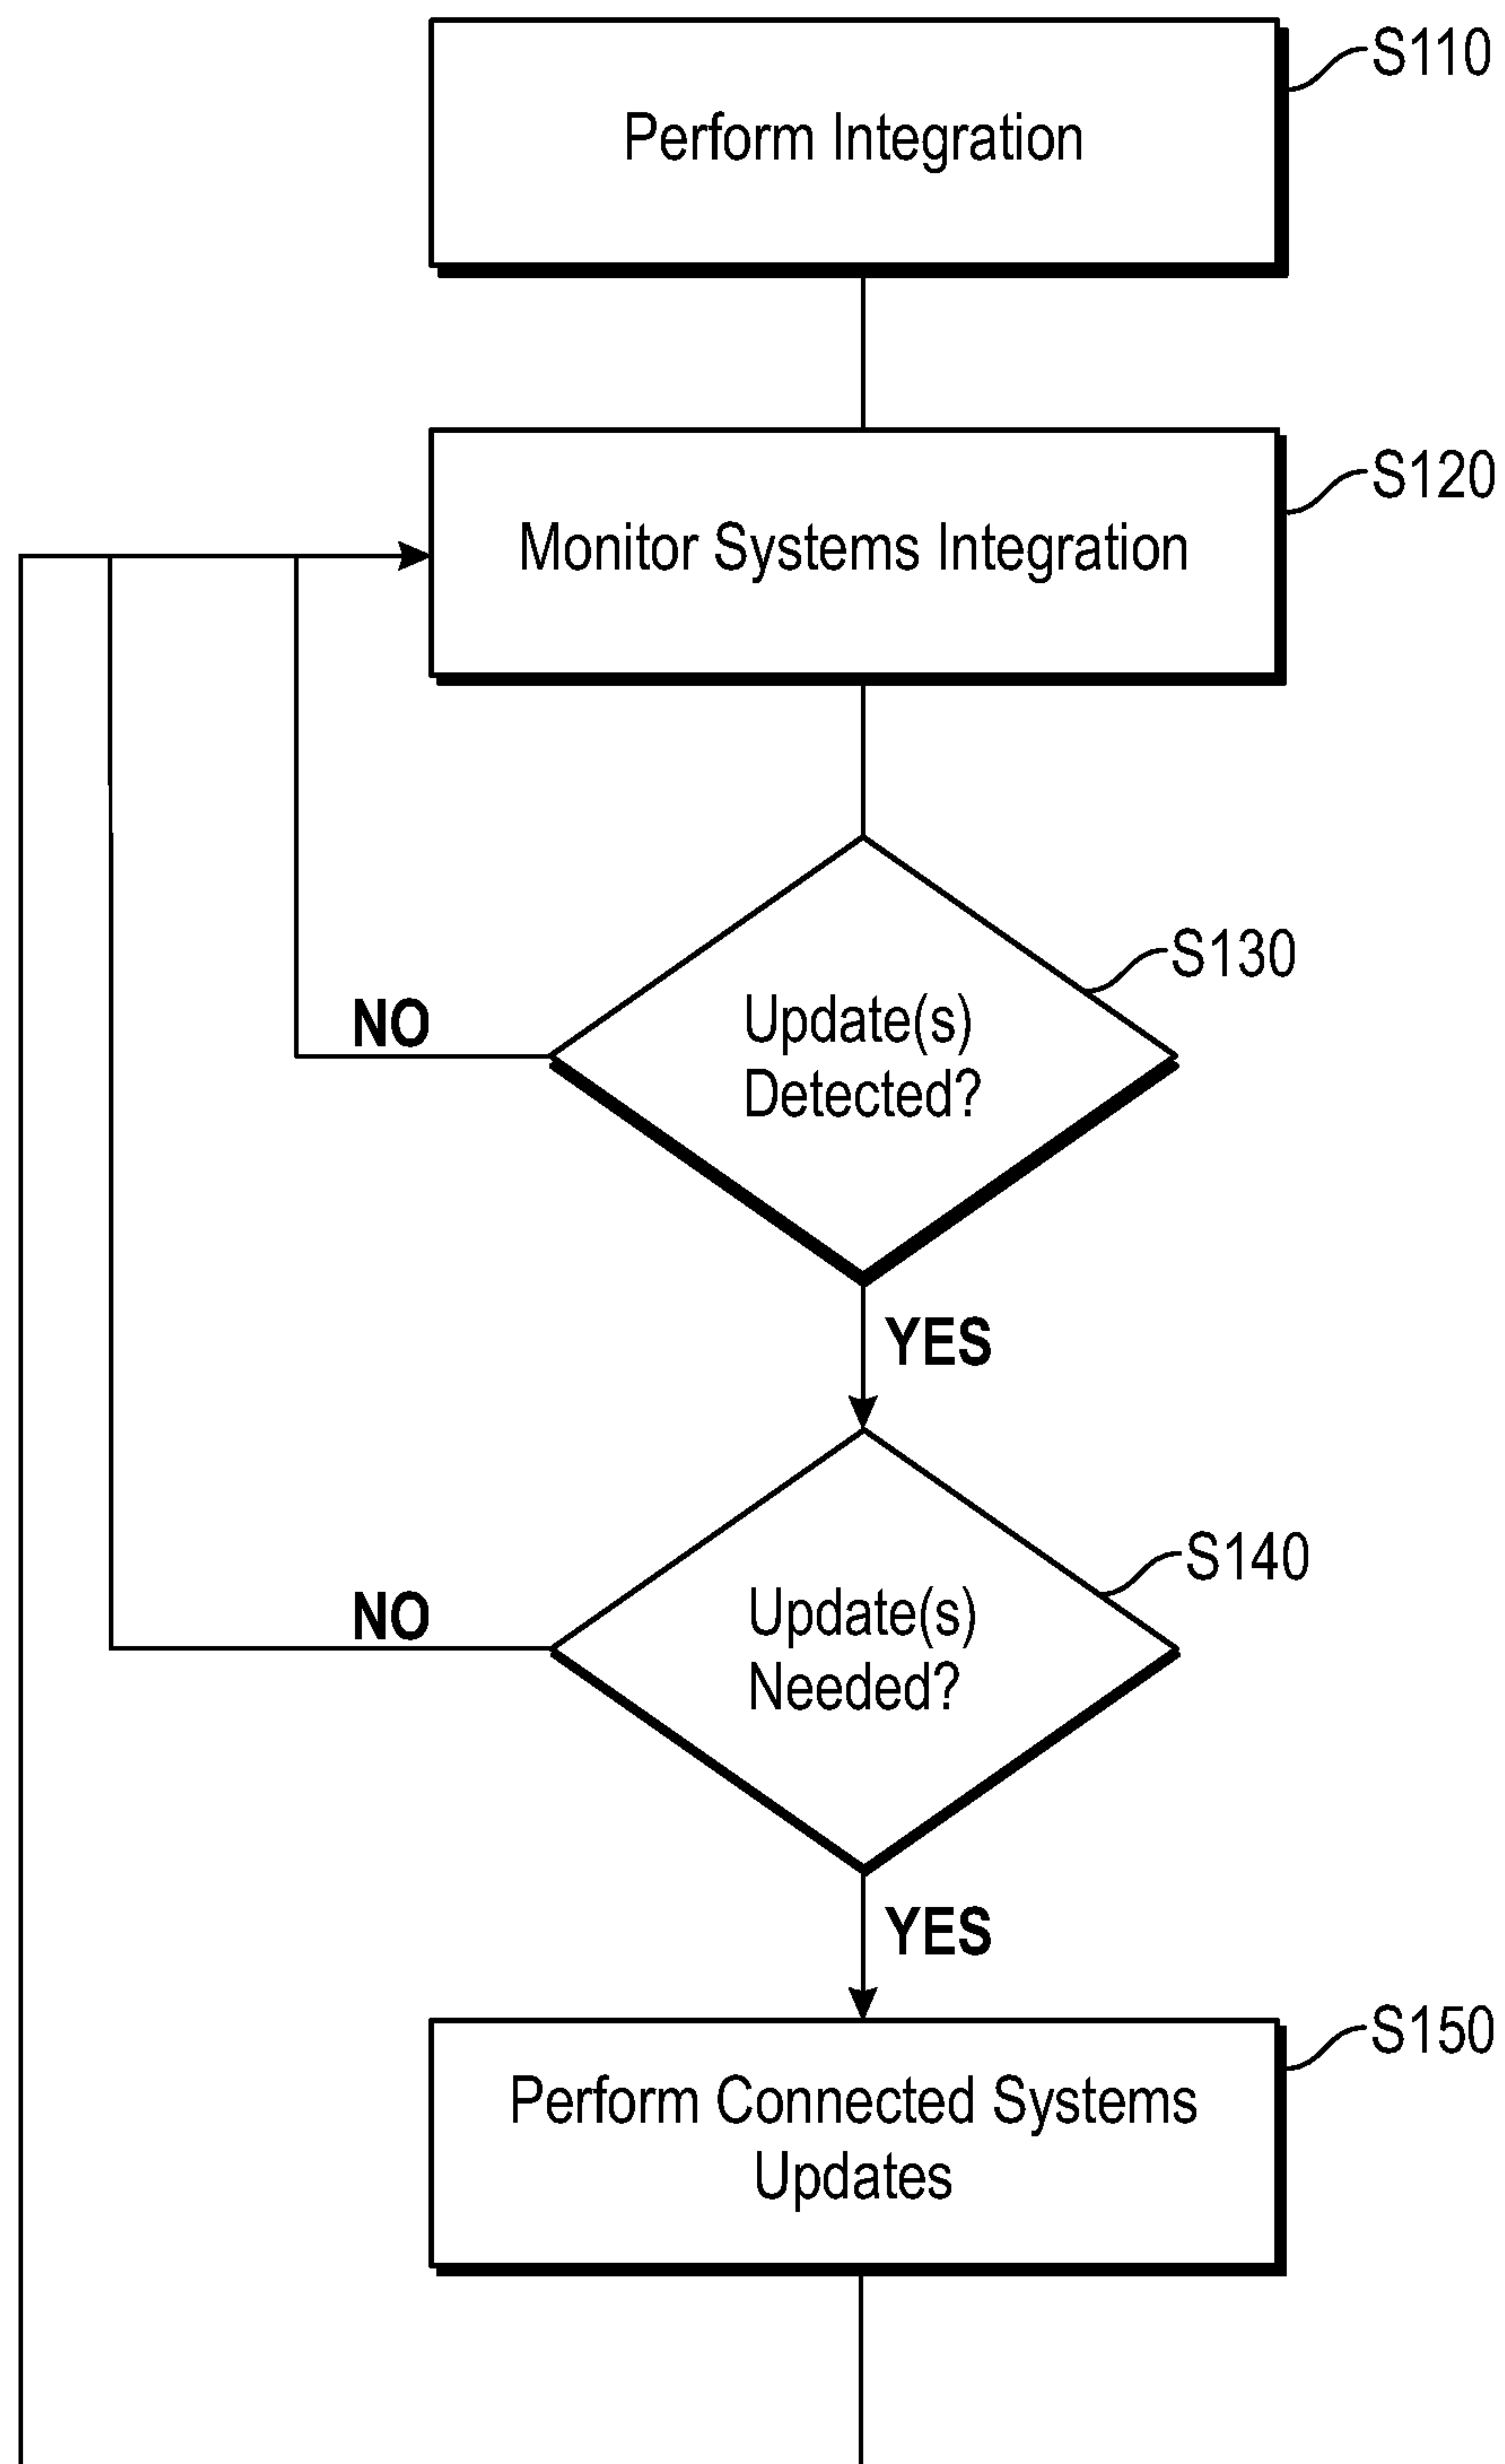 S110
Perform Integration
S120
Monitor Systems Integration
S130
NO
Update(s)
Detected?
YES
S140
NO
Update(s)
Needed?
YES
S150
Perform Connected Systems
Updates